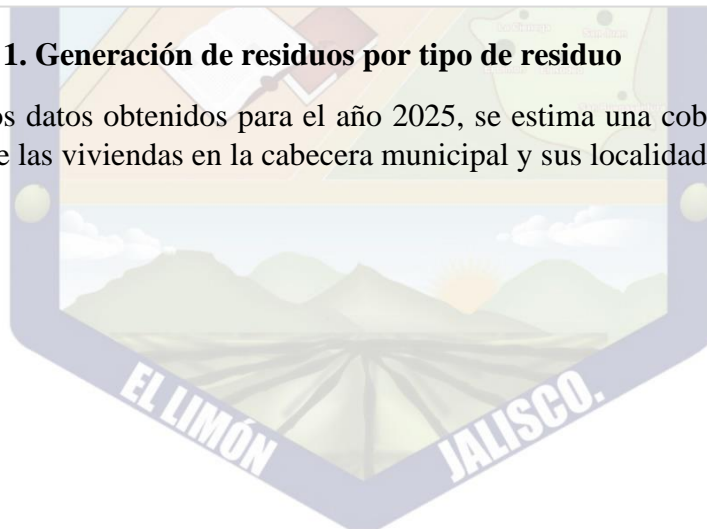 1. Generación de residuos por tipo de residuo
os datos obtenidos para el año 2025, se estima una cob
e las viviendas en la cabecera municipal y sus localidad
EL LIMÓN
JALISCO.